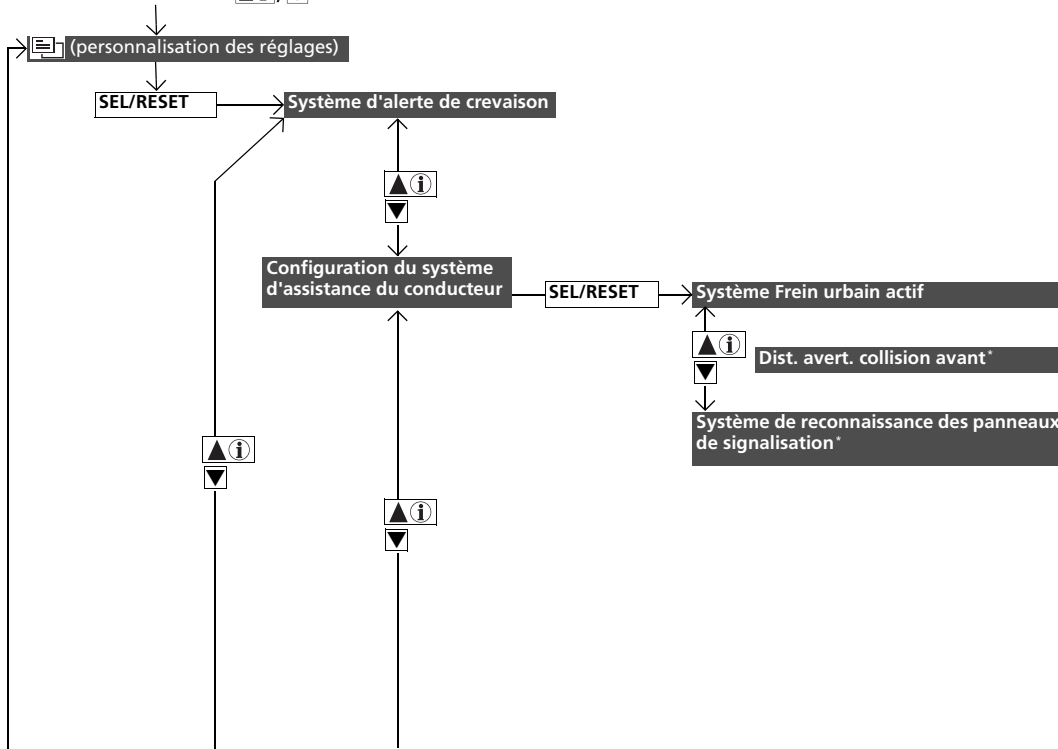 (personnalisation des réglages)
SEL/RESET
Système d'alerte de crevaison
Configuration du système
d'assistance du conducteur
SEL/RESET
Système Frein urbain actif
Dist. avert. collision avant*
Système de reconnaissance des panneaux
de signalisation*